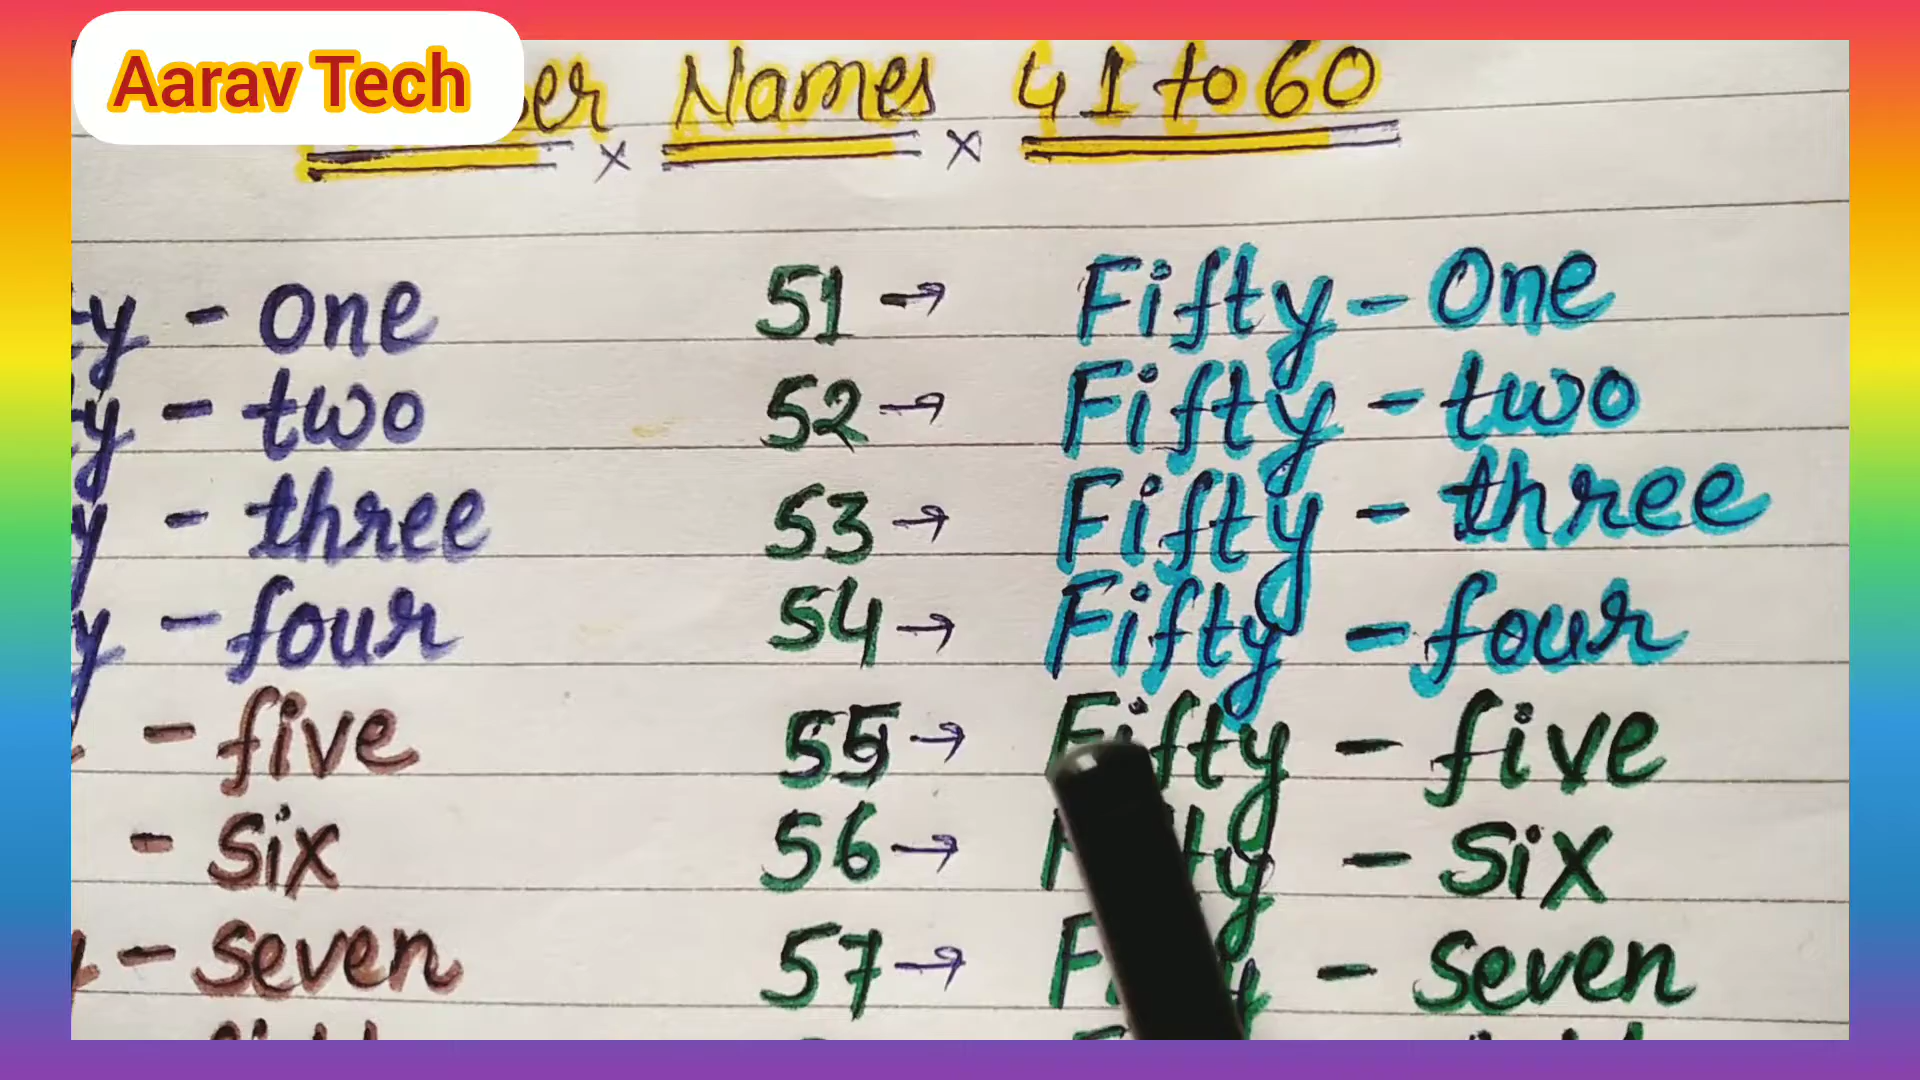 Aarav Tech
Names 41 to 60
- one 51 → Fifty - One
- two 52 → Fifty - two
- three 53 → Fifty - three
- four 54 → Fifty - four
- five 55 → Fifty - five
- six 56 → Fifty - six
- seven 57 → - seven